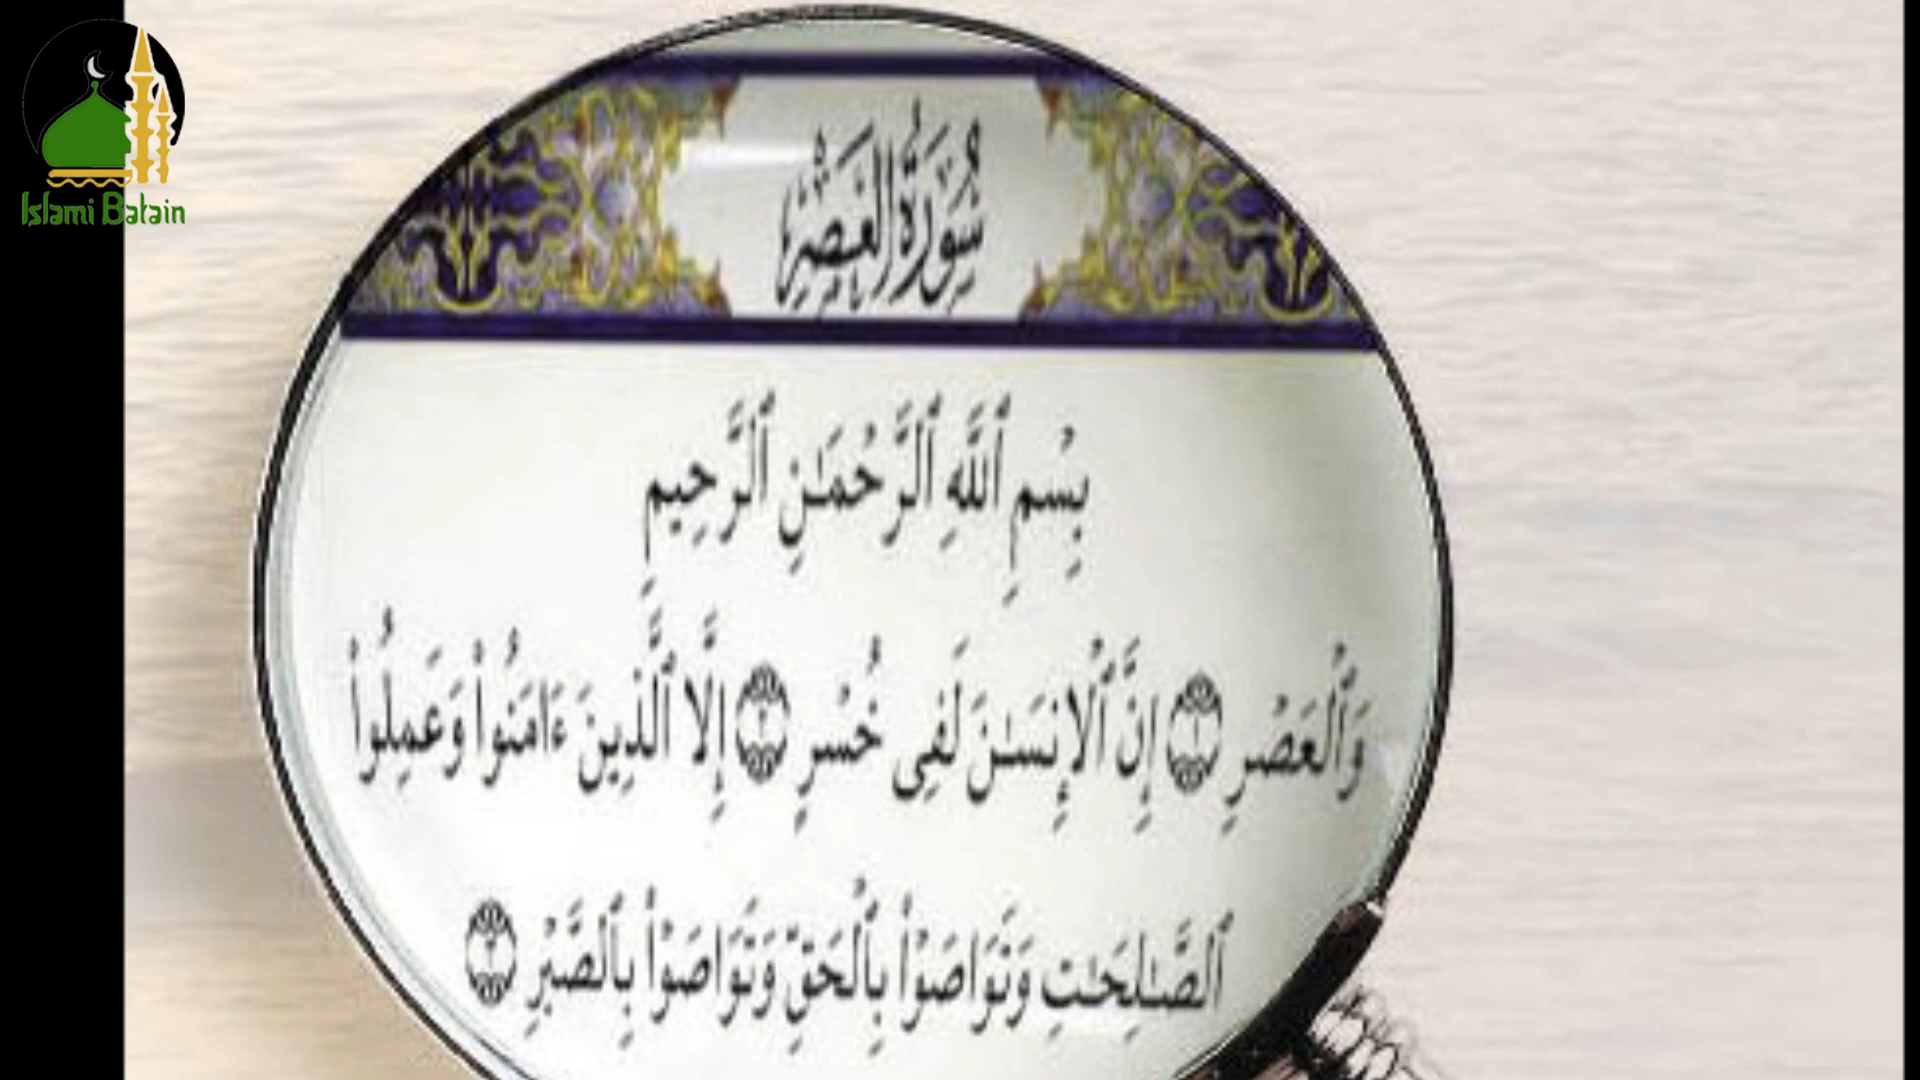 Islami Batain
سُورَةُ العَصْرِ
بِسْمِ ٱللَّهِ ٱلرَّحْمَـٰنِ ٱلرَّحِيمِ
وَٱلْعَصْرِ ١ إِنَّ ٱلْإِنسَـٰنَ لَفِى خُسْرٍ ٢ إِلَّا ٱلَّذِينَ ءَامَنُوا۟ وَعَمِلُوا۟
ٱلصَّـٰلِحَـٰتِ وَتَوَاصَوْا۟ بِٱلْحَقِّ وَتَوَاصَوْا۟ بِٱلصَّبْرِ ٣